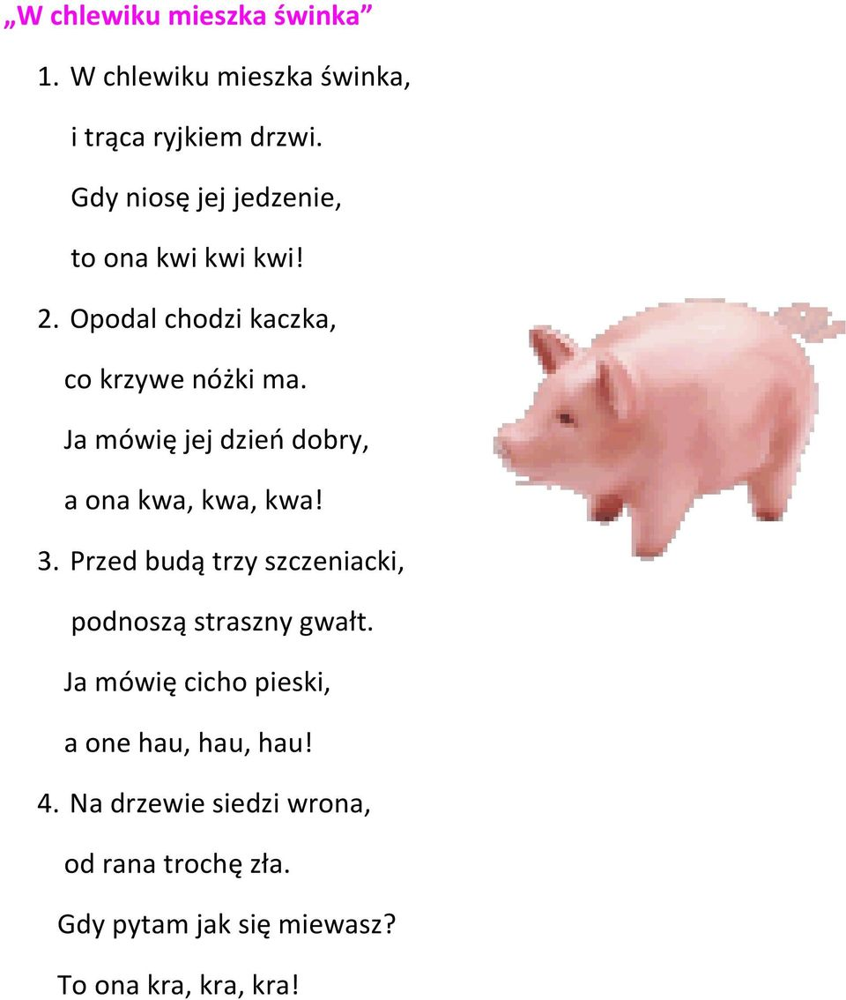 „W chlewiku mieszka świnka”
1. W chlewiku mieszka świnka,
i trąca ryjkiem drzwi.
Gdy niosę jej jedzenie,
to ona kwi kwi kwi!
2. Opodal chodzi kaczka,
co krzywe nóżki ma.
Ja mówię jej dzień dobry,
a ona kwa, kwa, kwa!
3. Przed budą trzy szczeniacki,
podnoszą straszny gwałt.
Ja mówię cicho pieski,
a one hau, hau, hau!
4. Na drzewie siedzi wrona,
od rana trochę zła.
Gdy pytam jak się miewasz?
To ona kra, kra, kra!